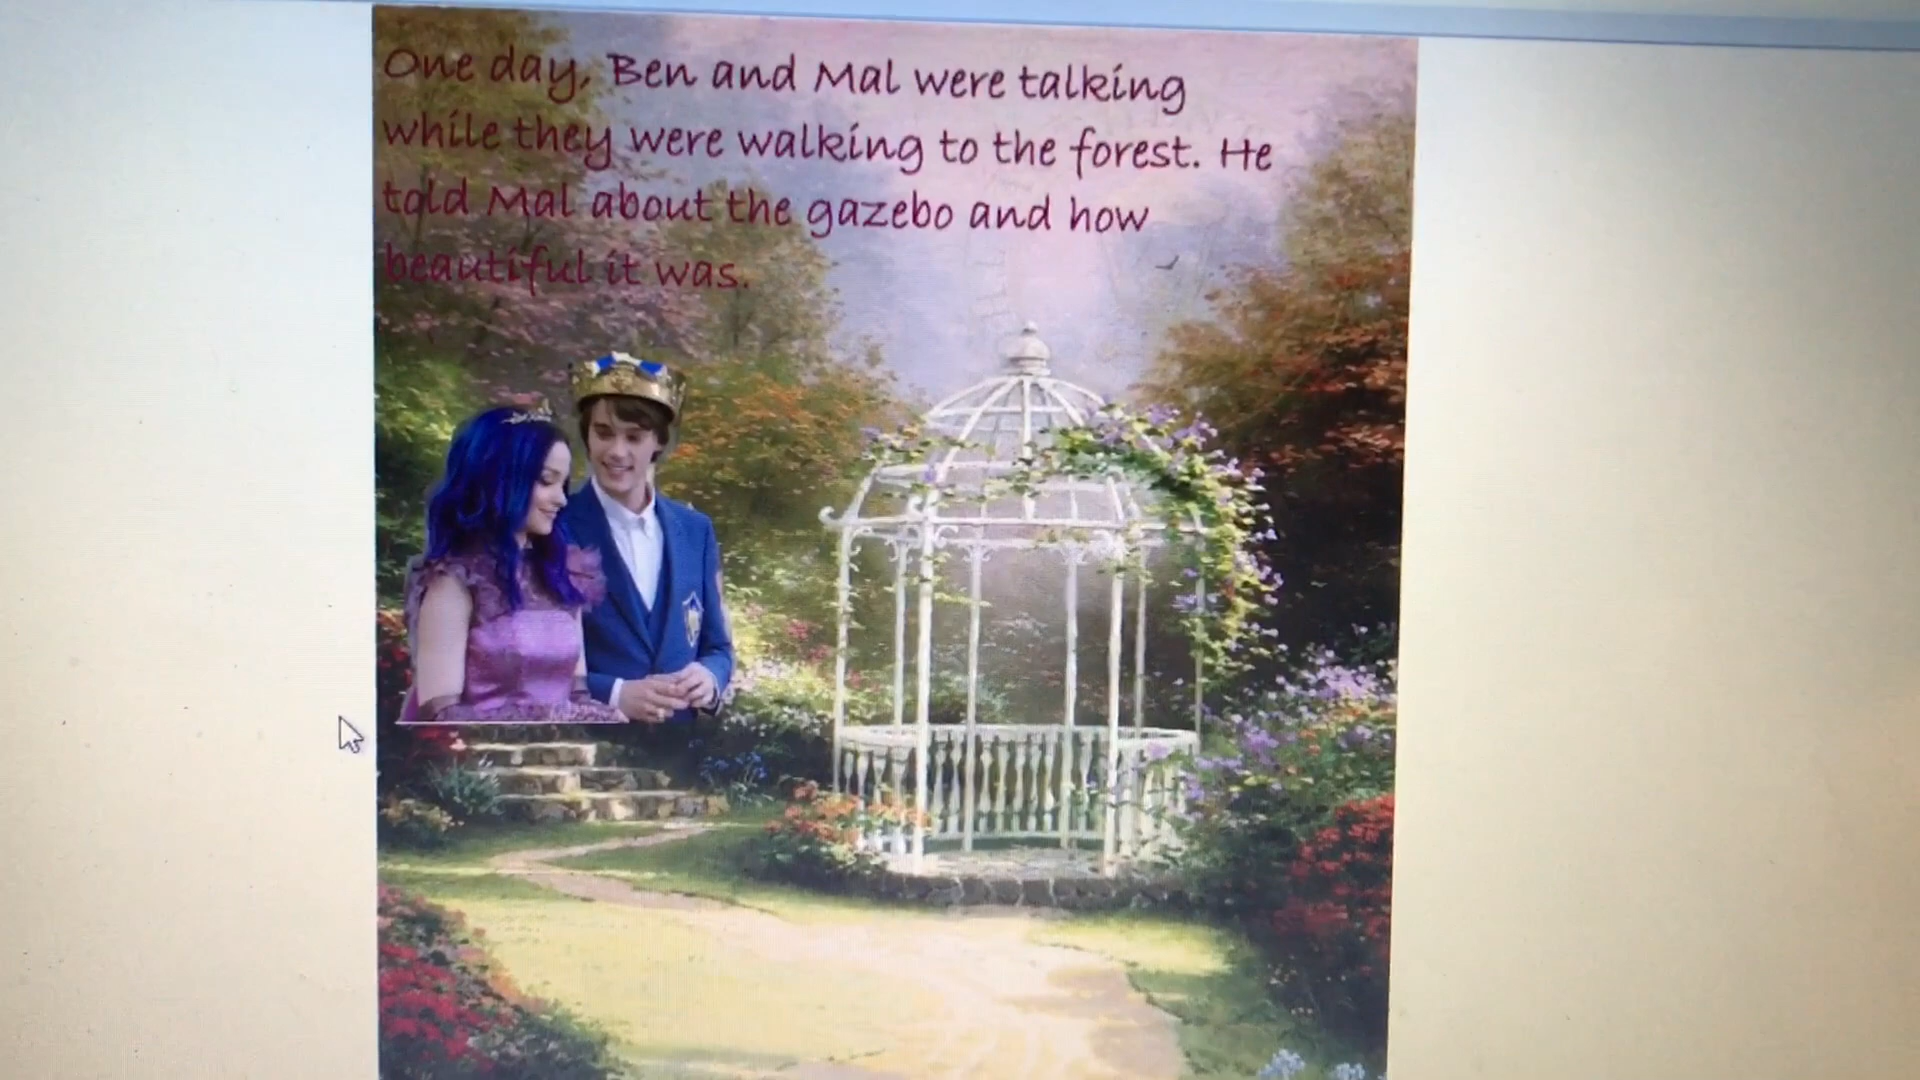 One day, Ben and Mal were talking
while they were walking to the forest. He
told Mal about the gazebo and how
beautiful it was.